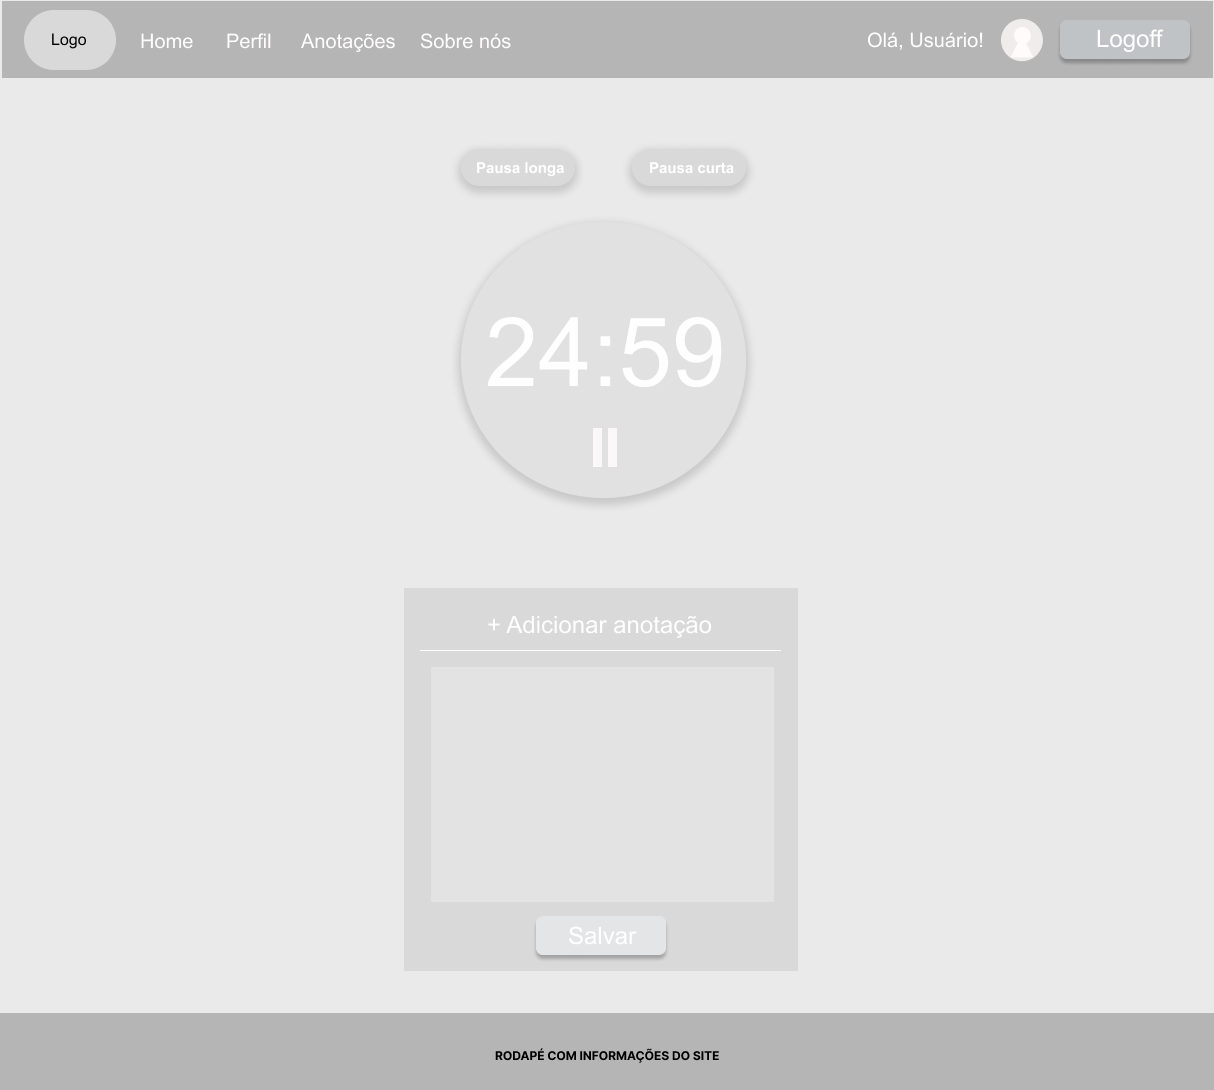 Logo
Home
Perfil
Anotações
Sobre nós
Olá, Usuário!
Logoff
Pausa longa
Pausa curta
24:59
+ Adicionar anotação
Salvar
RODAPÉ COM INFORMAÇÕES DO SITE